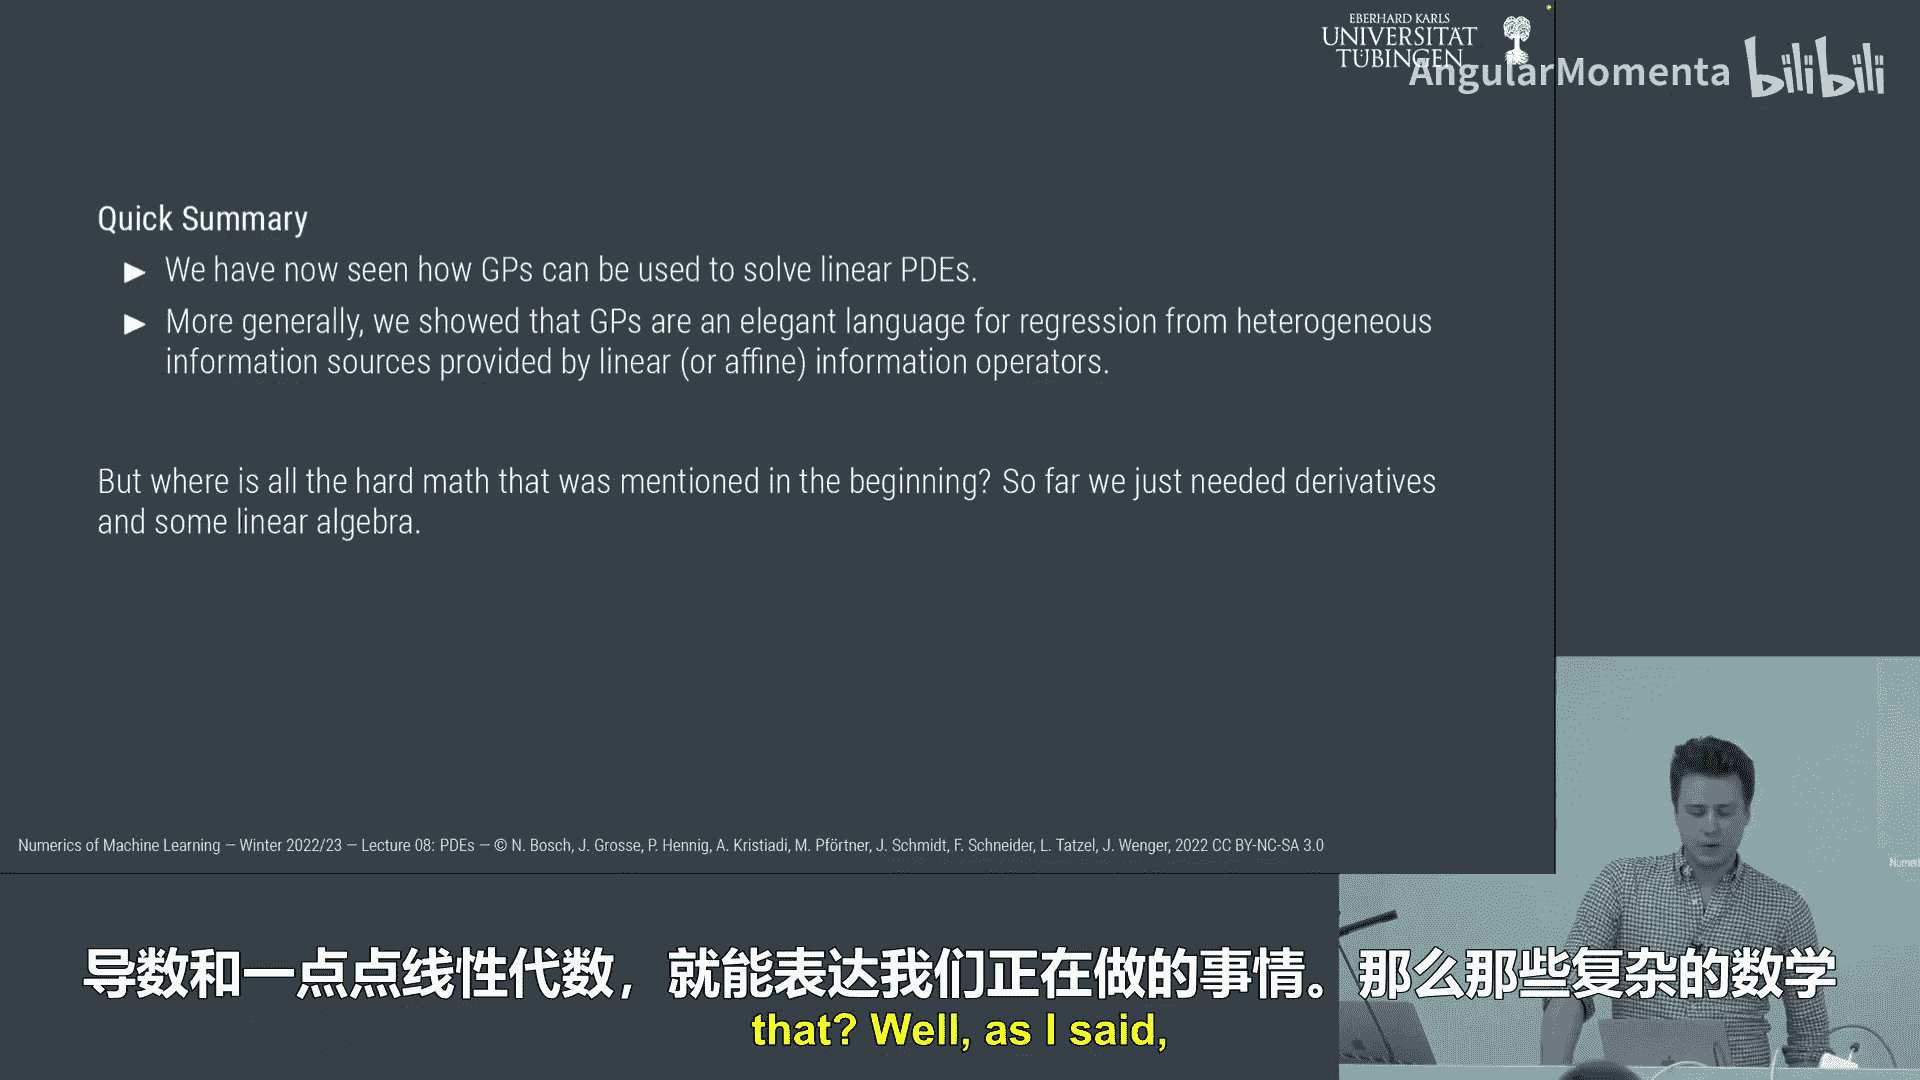 EBERHARD KARLS
UNIVERSITÄT
TÜBINGEN
AngularMomenta bilibili
Quick Summary
▶ We have now seen how GPs can be used to solve linear PDEs.
▶ More generally, we showed that GPs are an elegant language for regression from heterogeneous
information sources provided by linear (or affine) information operators.
But where is all the hard math that was mentioned in the beginning? So far we just needed derivatives
and some linear algebra.
Numerics of Machine Learning — Winter 2022/23 — Lecture 08: PDEs — © N. Bosch, J. Grosse, P. Hennig, A. Kristiadi, M. Pförtner, J. Schmidt, F. Schneider, L. Tatzel, J. Wenger, 2022 CC BY-NC-SA 3.0
导数和一点点线性代数，就能表达我们正在做的事情。那么那些复杂的数学
that? Well, as I said,